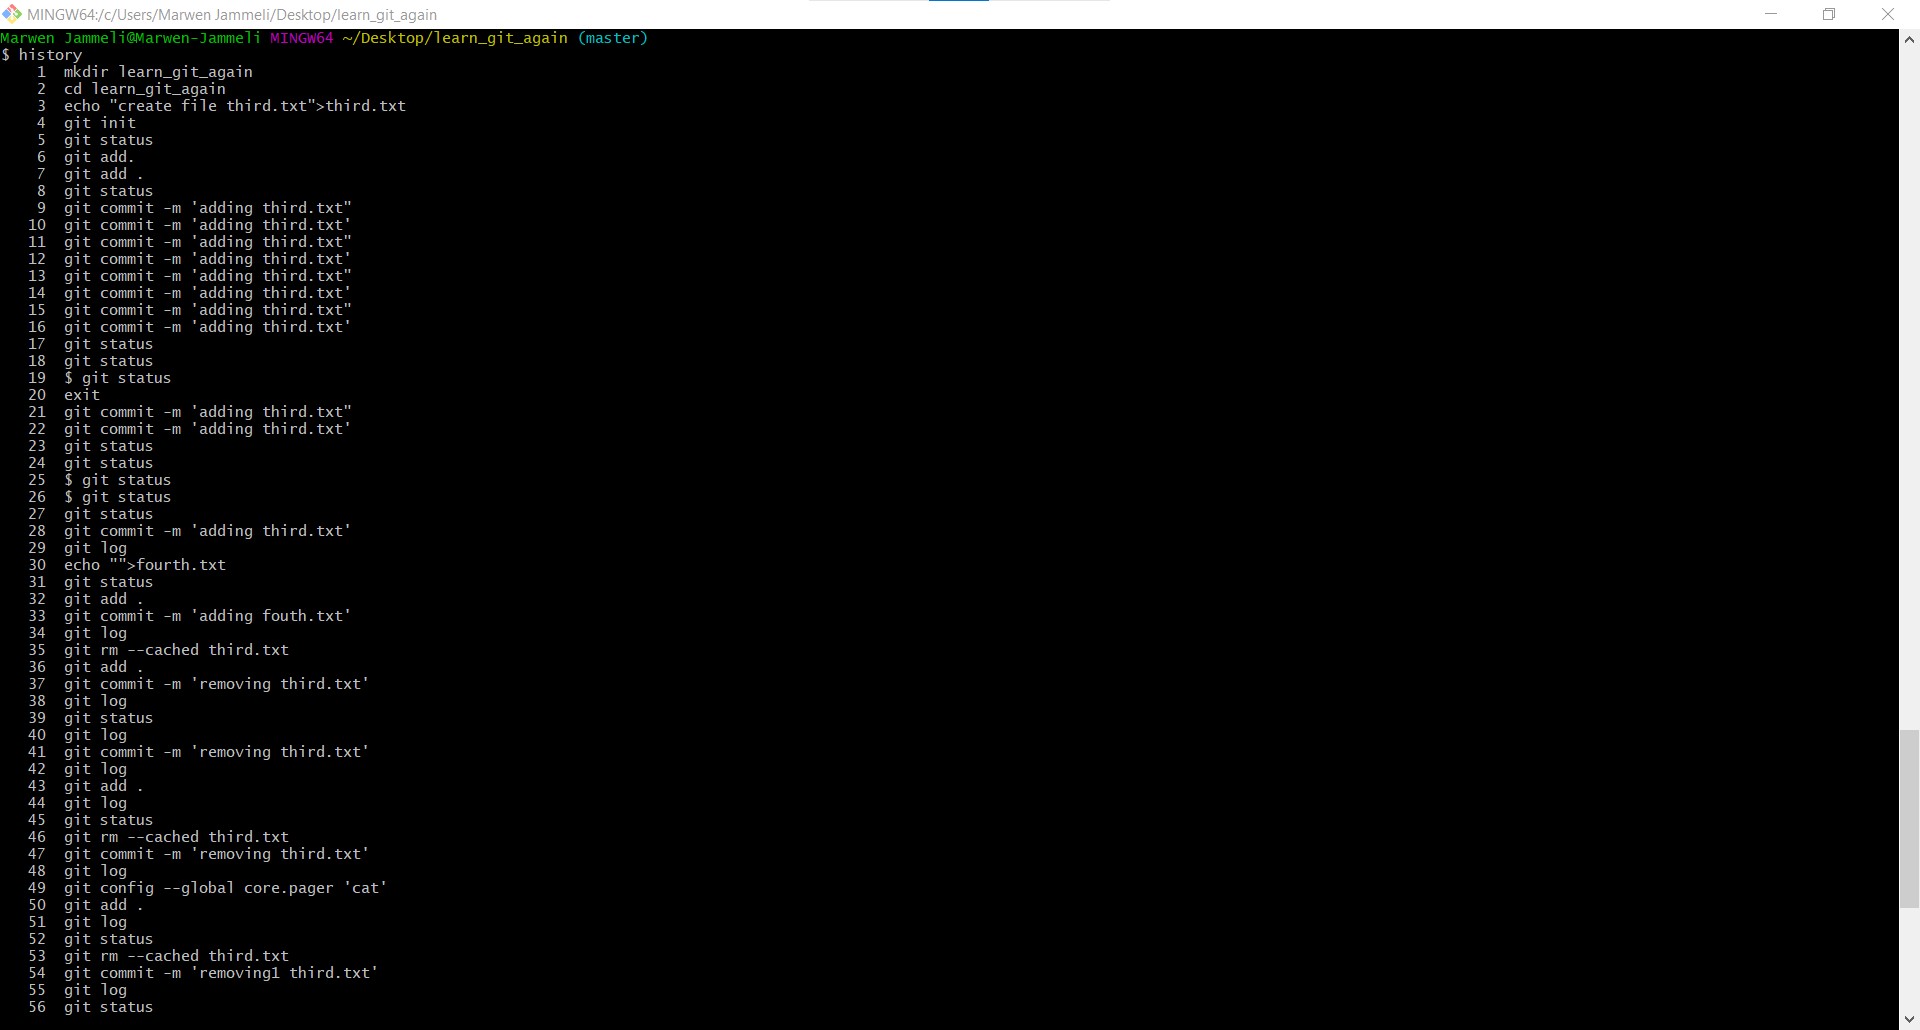 MINGW64:/c/Users/Marwen Jammeli/Desktop/learn_git_again
Marwen Jammeli@Marwen-Jammeli MINGW64 ~/Desktop/learn_git_again (master)
$ history
1 mkdir learn_git_again
2 cd learn_git_again
3 echo "create file third.txt">third.txt
4 git init
5 git status
6 git add.
7 git add .
8 git status
9 git commit -m 'adding third.txt"
10 git commit -m 'adding third.txt'
11 git commit -m 'adding third.txt"
12 git commit -m 'adding third.txt'
13 git commit -m 'adding third.txt"
14 git commit -m 'adding third.txt'
15 git commit -m 'adding third.txt"
16 git commit -m 'adding third.txt'
17 git status
18 git status
19 $ git status
20 exit
21 git commit -m 'adding third.txt"
22 git commit -m 'adding third.txt'
23 git status
24 git status
25 $ git status
26 $ git status
27 git status
28 git commit -m 'adding third.txt'
29 git log
30 echo "">fourth.txt
31 git status
32 git add .
33 git commit -m 'adding fouth.txt'
34 git log
35 git rm --cached third.txt
36 git add .
37 git commit -m 'removing third.txt'
38 git log
39 git status
40 git log
41 git commit -m 'removing third.txt'
42 git log
43 git add .
44 git log
45 git status
46 git rm --cached third.txt
47 git commit -m 'removing third.txt'
48 git log
49 git config --global core.pager 'cat'
50 git add .
51 git log
52 git status
53 git rm --cached third.txt
54 git commit -m 'removing1 third.txt'
55 git log
56 git status